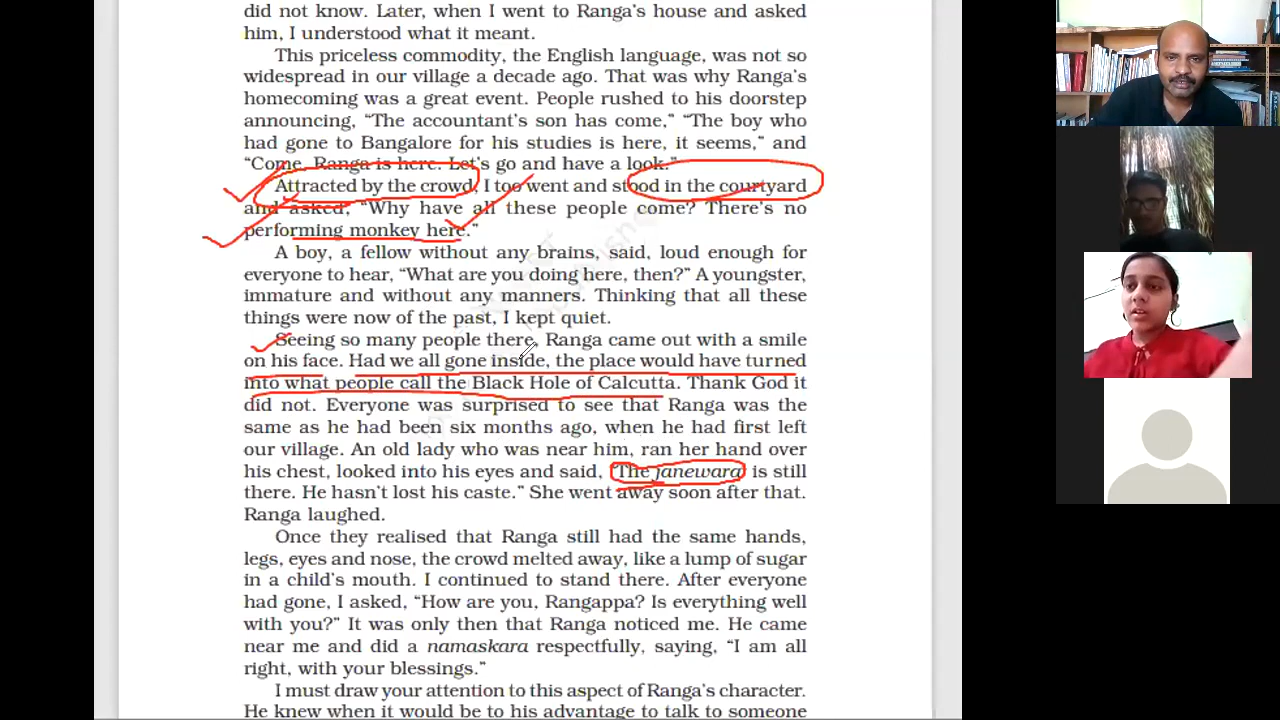 did not know. Later, when I went to Ranga's house and asked
him, I understood what it meant.
This priceless commodity, the English language, was not so
widespread in our village a decade ago. That was why Ranga's
homecoming was a great event. People rushed to his doorstep
announcing, “The accountant's son has come,” “The boy who
had gone to Bangalore for his studies is here, it seems,” and
“Come, Ranga is here. Let's go and have a look.”
Attracted by the crowd, I too went and stood in the courtyard
and asked, “Why have all these people come? There's no
performing monkey here.”
A boy, a fellow without any brains, said, loud enough for
everyone to hear, “What are you doing here, then?” A youngster,
immature and without any manners. Thinking that all these
things were now of the past, I kept quiet.
Seeing so many people there, Ranga came out with a smile
on his face. Had we all gone inside, the place would have turned
into what people call the Black Hole of Calcutta. Thank God it
did not. Everyone was surprised to see that Ranga was the
same as he had been six months ago, when he had first left
our village. An old lady who was near him, ran her hand over
his chest, looked into his eyes and said, “The janewara is still
there. He hasn't lost his caste.” She went away soon after that.
Ranga laughed.
Once they realised that Ranga still had the same hands,
legs, eyes and nose, the crowd melted away, like a lump of sugar
in a child's mouth. I continued to stand there. After everyone
had gone, I asked, “How are you, Rangappa? Is everything well
with you?” It was only then that Ranga noticed me. He came
near me and did a namaskara respectfully, saying, “I am all
right, with your blessings.”
I must draw your attention to this aspect of Ranga's character.
He knew when it would be to his advantage to talk to someone